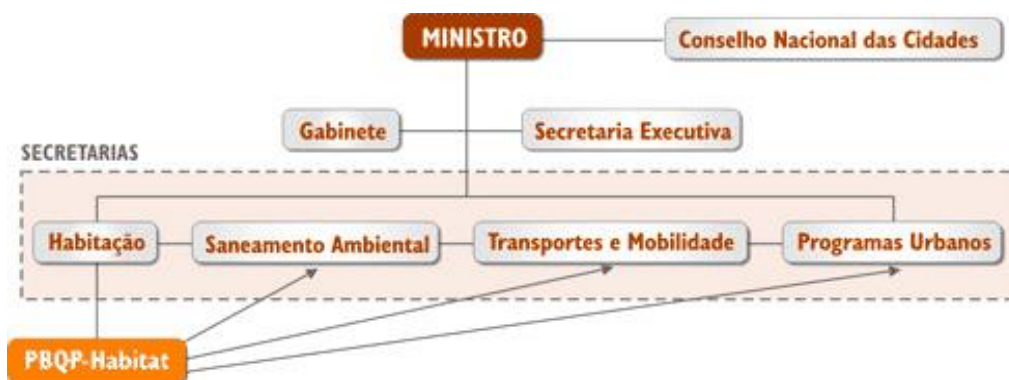 MINISTRO
Conselho Nacional das Cidades
Gabinete
Secretaria Executiva
SECRETARIAS
Habitação
Saneamento Ambiental
Transportes e Mobilidade
Programas Urbanos
PBQP-Habitat